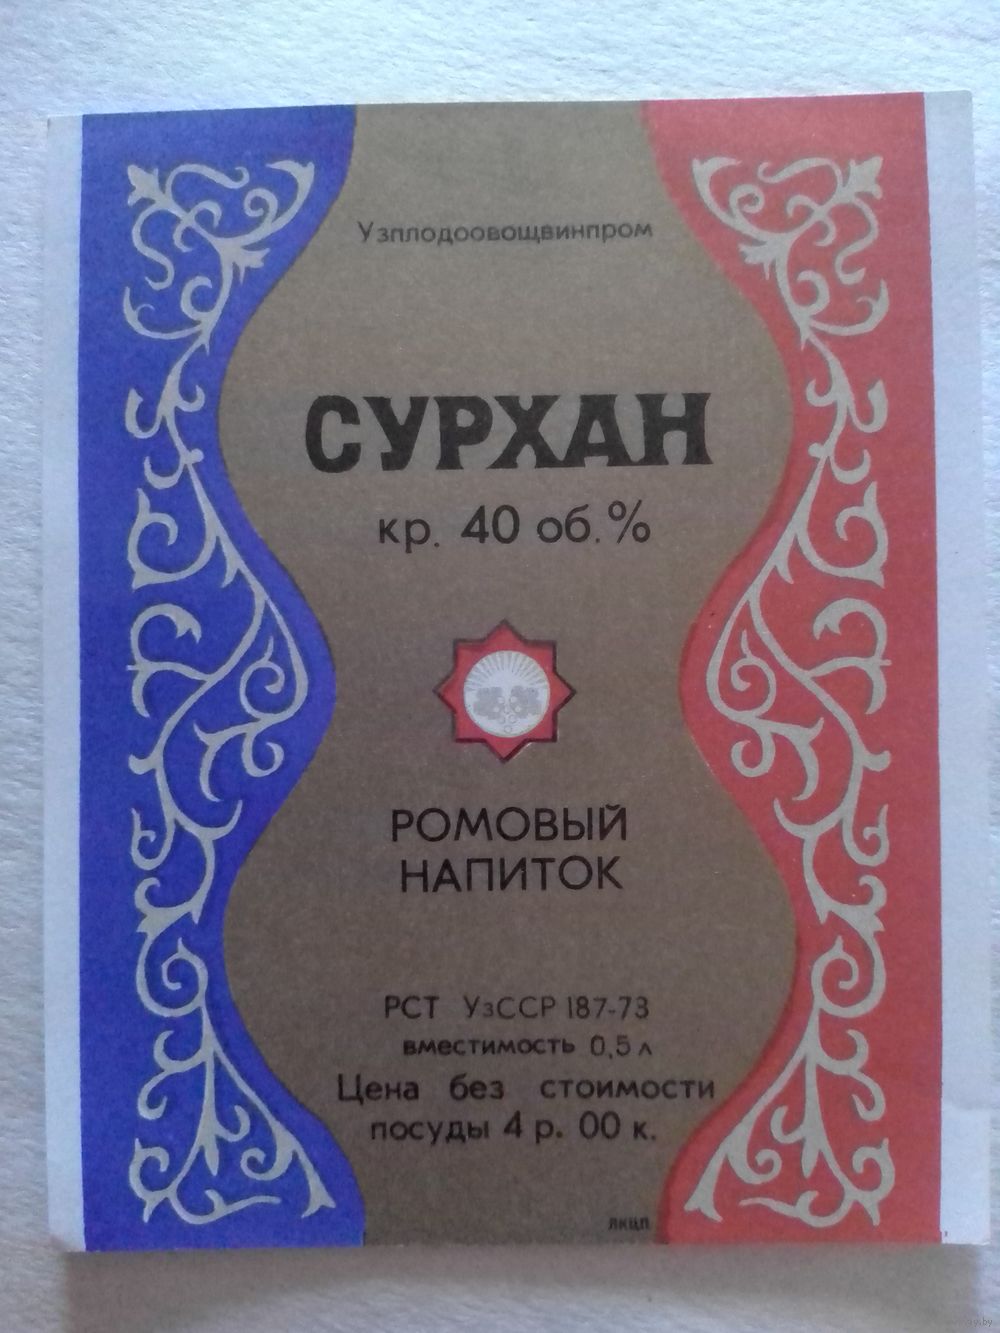 Узплодоовощвинпром
СУРХАН
кр. 40 об.%
РОМОВЫЙ
НАПИТОК
РСТ УзССР 187-73
вместимость 0,5 л
Цена без стоимости
посуды 4 р. 00 к.
ЛКЦП